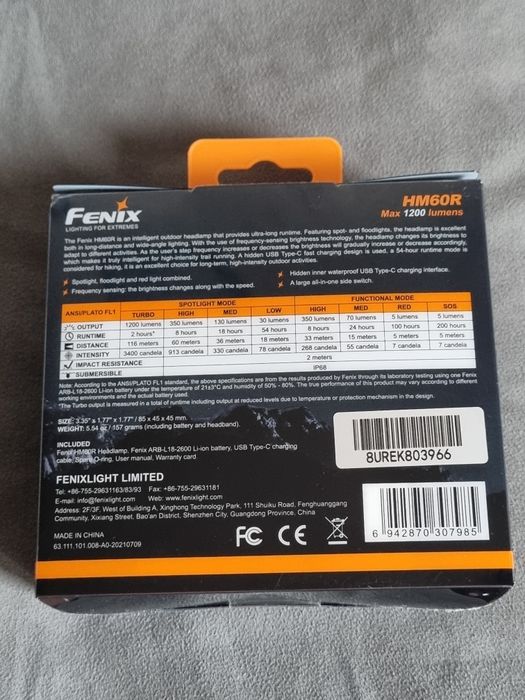 FENIX
LIGHTING FOR EXTREMES
HM60R
Max 1200 lumens
The Fenix HM60R is an intelligent outdoor headlamp that provides ultra-long runtime. Featuring spot- and floodlights, the headlamp is excellent
both in long-distance and wide-angle lighting. With the use of frequency-sensing brightness technology, the headlamp changes its brightness to
adapt to different activities. As the user's step frequency increases or decreases the brightness will gradually increase or decrease accordingly,
which makes it truly intelligent for high-intensity trail running. A hidden USB Type-C fast charging design is used, a 54-hour runtime mode is
considered for hiking, it is an excellent choice for long-term, high-intensity outdoor activities.
Spotlight, floodlight and red light combined.
Frequency sensing: the brightness changes along with the speed.
Hidden inner waterproof USB Type-C charging interface.
A large all-in-one side switch.
ANSI/PLATO FL1 SPOTLIGHT MODE FUNCTIONAL MODE
TURBO HIGH MED LOW HIGH MED RED SOS
OUTPUT 1200 lumens 350 lumens 130 lumens 30 lumens 350 lumens 70 lumens 5 lumens 5 lumens
RUNTIME 2 hours* 8 hours 18 hours 54 hours 8 hours 24 hours 100 hours 200 hours
DISTANCE 116 meters 60 meters 36 meters 18 meters 33 meters 15 meters 5 meters 5 meters
INTENSITY 3400 candela 913 candela 330 candela 78 candela 268 candela 55 candela 7 candela 7 candela
IMPACT RESISTANCE 2 meters
SUBMERSIBLE IP68
Note: According to the ANSI/PLATO FL1 standard, the above specifications are from the results produced by Fenix through its laboratory testing using one Fenix
ARB-L18-2600 Li-ion battery under the temperature of 21±3°C and humidity of 50% - 80%. The true performance of this product may vary according to different
working environments and the actual battery used.
*The Turbo output is measured in total of runtime including output at reduced levels due to temperature or protection mechanism in the design.
SIZE: 3.35" x 1.77" x 1.77" / 85 x 45 x 45 mm.
WEIGHT: 5.54 oz / 157 grams (including battery and headband).
INCLUDED
Fenix HM60R Headlamp, Fenix ARB-L18-2600 Li-ion battery, USB Type-C charging
cable, Spare O-ring, User manual, Warranty card
8UREK803966
FENIXLIGHT LIMITED
Tel: +86-755-29631163/83/93 Fax: +86-755-29631181
E-mail: info@fenixlight.com Web: www.fenixlight.com
Address: 2F/3F, West of Building A, Xinghong Technology Park, 111 Shuiku Road, Fenghuanggang
Community, Xixiang Street, Bao'an District, Shenzhen City, Guangdong Province, China
MADE IN CHINA
63.111.101.008-A0-20210709
FC CE
6 942870 307985